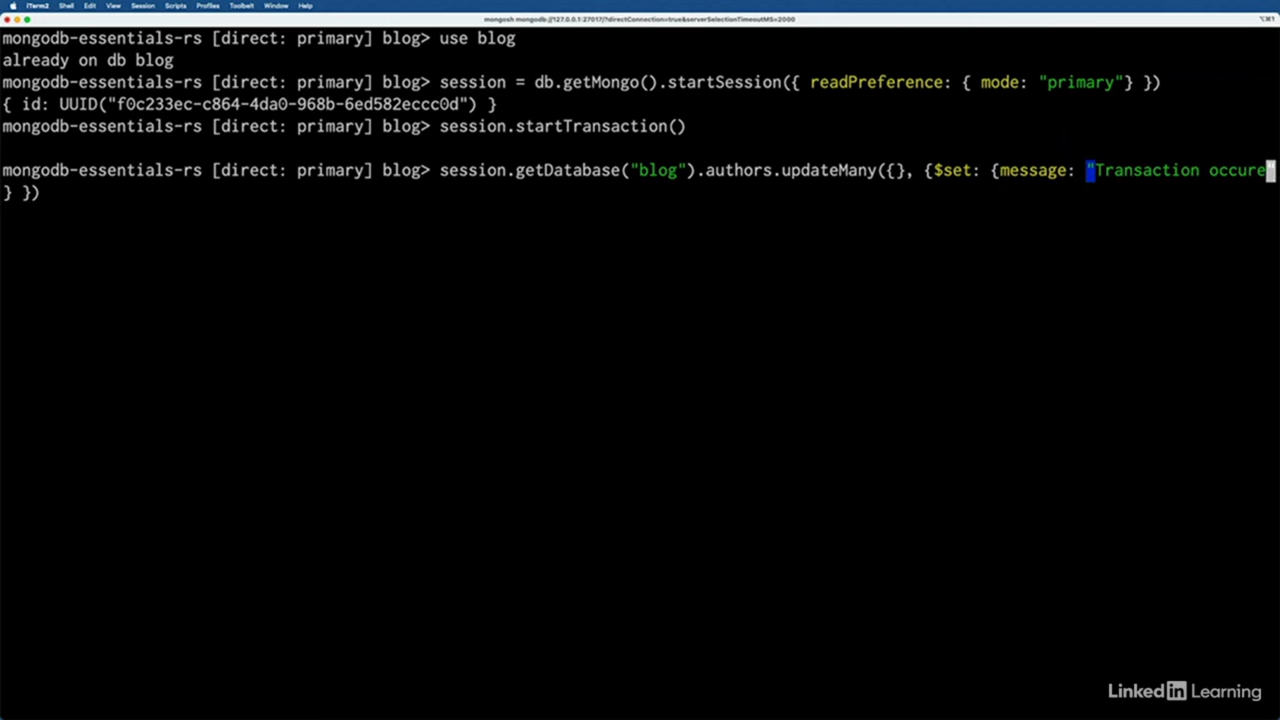 iTerm2 Shell Edit View Session Scripts Profiles Toolbelt Window Help
mongosh mongodb://127.0.0.1:27017/?directConnection=true&serverSelectionTimeoutMS=2000 ⌥⌘1
mongodb-essentials-rs [direct: primary] blog> use blog
already on db blog
mongodb-essentials-rs [direct: primary] blog> session = db.getMongo().startSession({ readPreference: { mode: "primary"} })
{ id: UUID("f0c233ec-c864-4da0-968b-6ed582eccc0d") }
mongodb-essentials-rs [direct: primary] blog> session.startTransaction()
mongodb-essentials-rs [direct: primary] blog> session.getDatabase("blog").authors.updateMany({}, {$set: {message: "Transaction occure"
} })
LinkedIn Learning